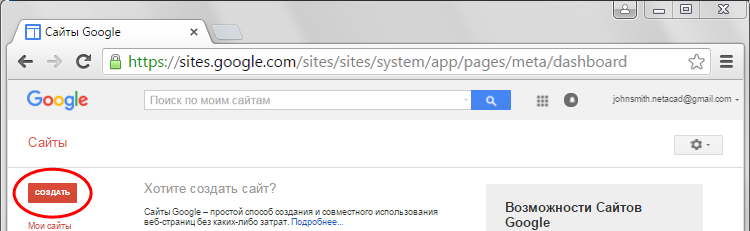 Сайты Google
https://sites.google.com/sites/sites/system/app/pages/meta/dashboard
Google
Поиск по моим сайтам
johnsmith.netacad@gmail.com
Сайты
СОЗДАТЬ
Мои сайты
Хотите создать сайт?
Сайты Google – простой способ создания и совместного использования
веб-страниц без каких-либо затрат. Подробнее...
Возможности Сайтов
Google